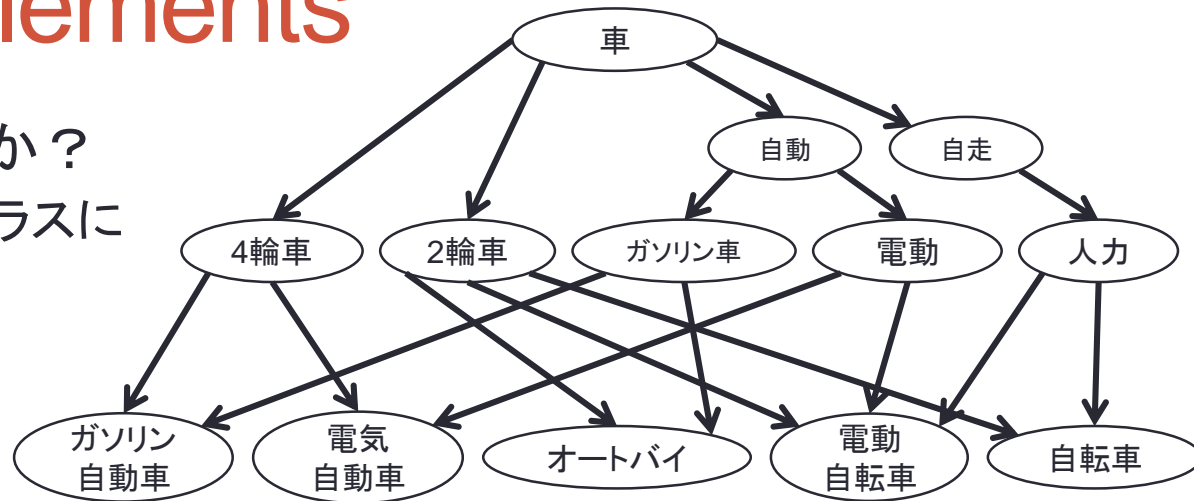 lements
車
か？
自動
自走
ラスに
4輪車
2輪車
ガソリン車
電動
人力
ガソリン
自動車
電気
自動車
オートバイ
電動
自転車
自転車